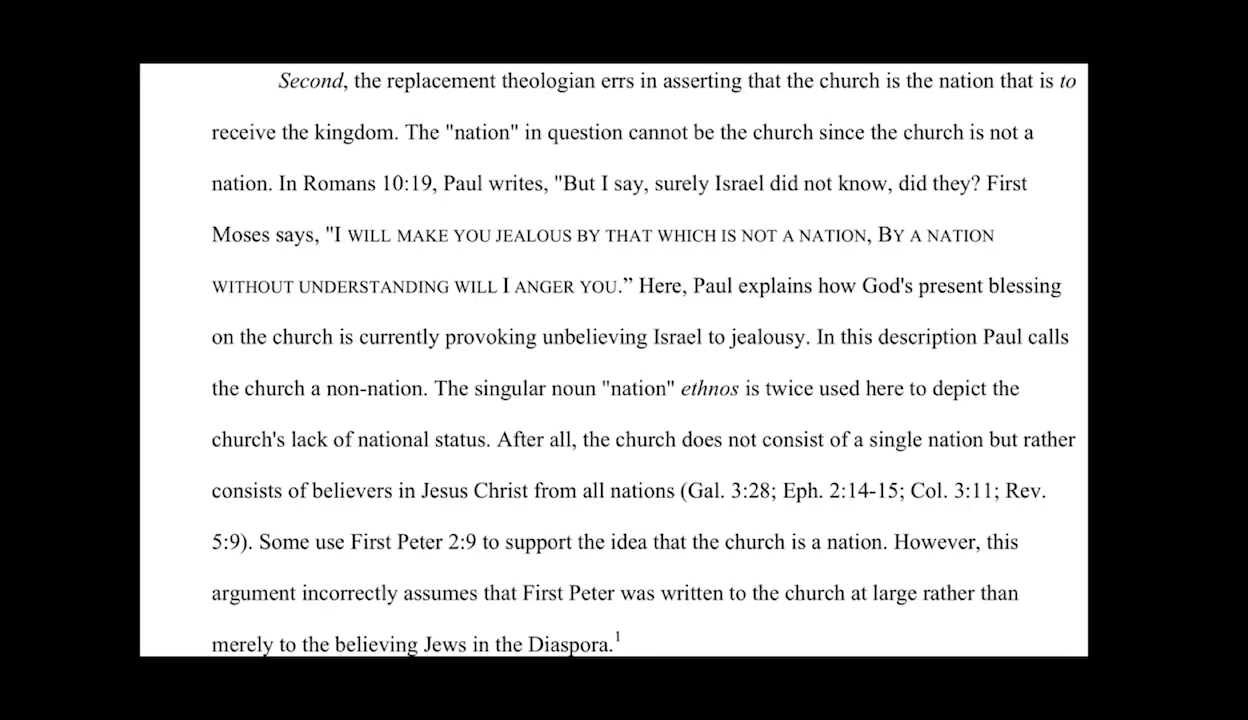 Second, the replacement theologian errs in asserting that the church is the nation that is to
receive the kingdom. The "nation" in question cannot be the church since the church is not a
nation. In Romans 10:19, Paul writes, "But I say, surely Israel did not know, did they? First
Moses says, "I WILL MAKE YOU JEALOUS BY THAT WHICH IS NOT A NATION, BY A NATION
WITHOUT UNDERSTANDING WILL I ANGER YOU.” Here, Paul explains how God's present blessing
on the church is currently provoking unbelieving Israel to jealousy. In this description Paul calls
the church a non-nation. The singular noun "nation" ethnos is twice used here to depict the
church's lack of national status. After all, the church does not consist of a single nation but rather
consists of believers in Jesus Christ from all nations (Gal. 3:28; Eph. 2:14-15; Col. 3:11; Rev.
5:9). Some use First Peter 2:9 to support the idea that the church is a nation. However, this
argument incorrectly assumes that First Peter was written to the church at large rather than
merely to the believing Jews in the Diaspora.1